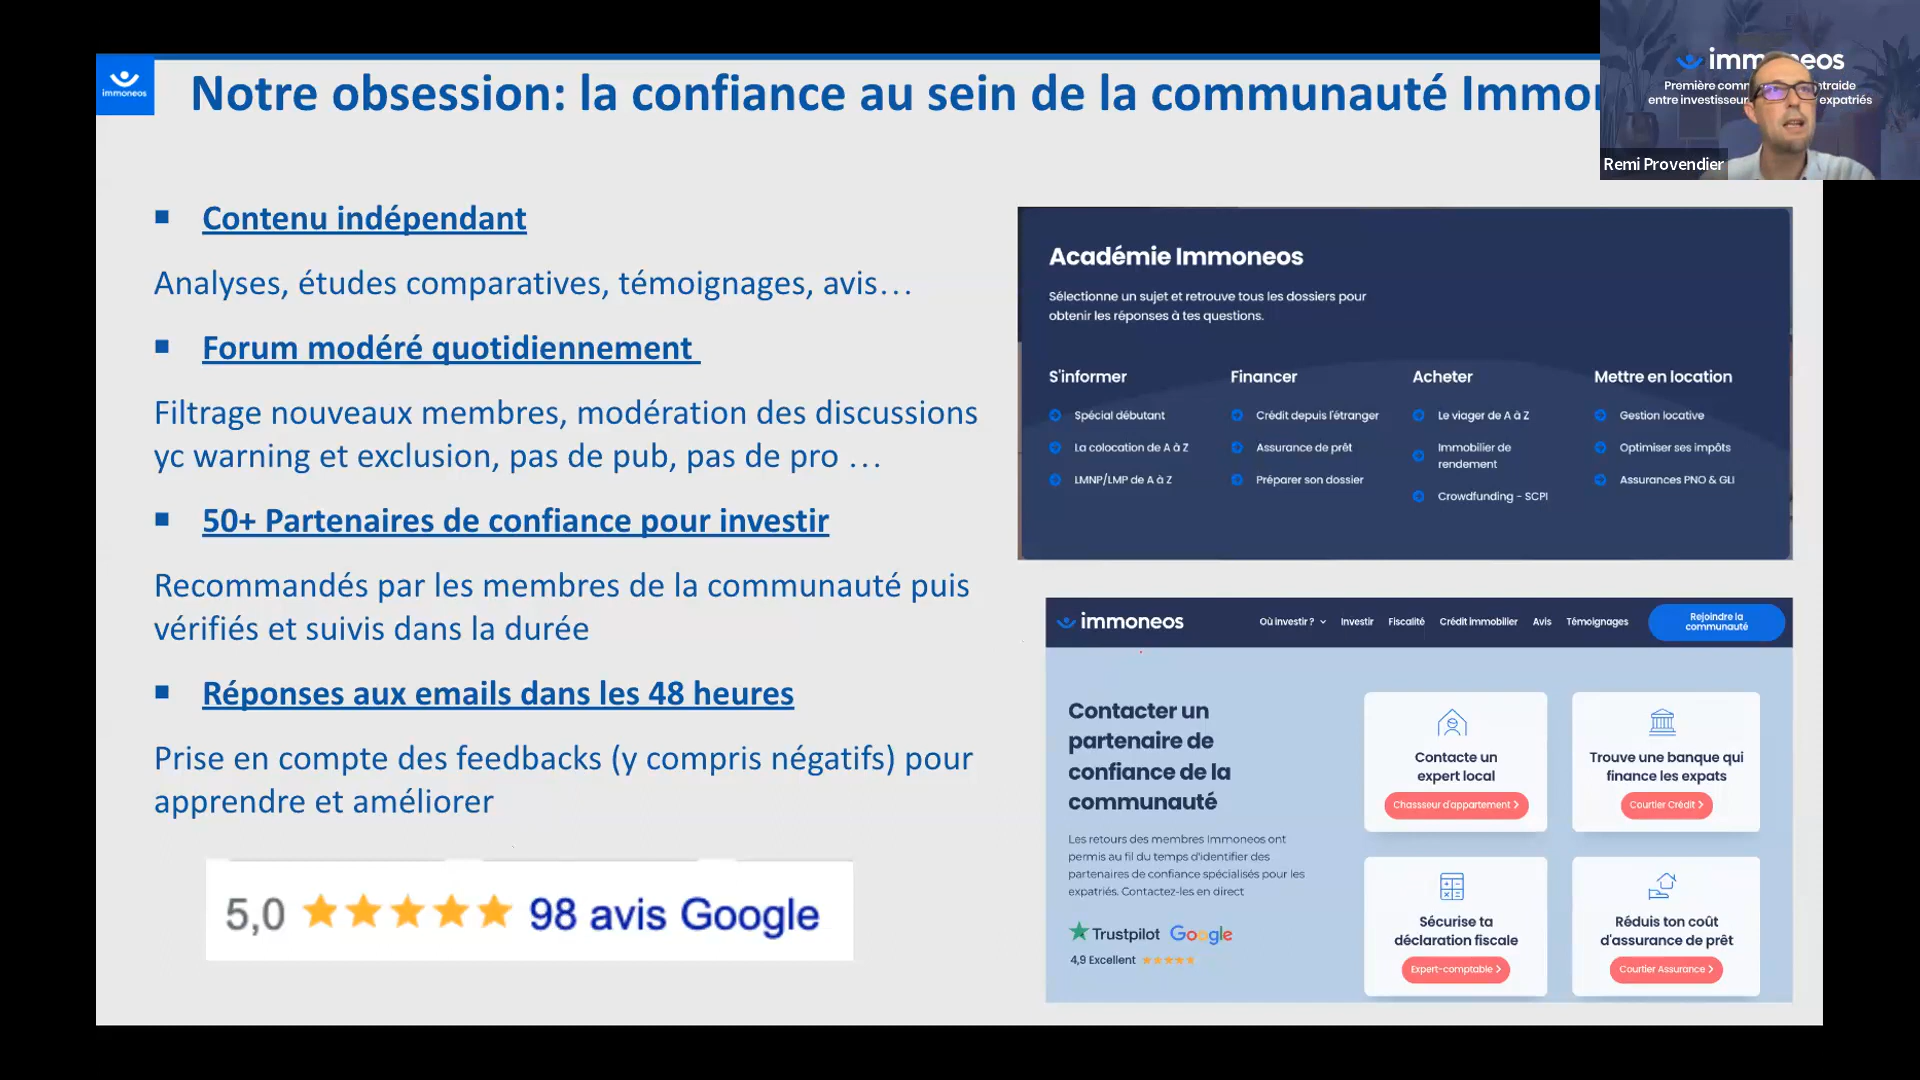 immoneos
Notre obsession: la confiance au sein de la communauté
Contenu indépendant
Analyses, études comparatives, témoignages, avis…
Forum modéré quotidiennement
Filtrage nouveaux membres, modération des discussions
yc warning et exclusion, pas de pub, pas de pro …
50+ Partenaires de confiance pour investir
Recommandés par les membres de la communauté puis
vérifiés et suivis dans la durée
Réponses aux emails dans les 48 heures
Prise en compte des feedbacks (y compris négatifs) pour
apprendre et améliorer
5,0 98 avis Google
Première
entre expatriés
Remi Provendier
Académie Immoneos
Sélectionne un sujet et retrouve tous les dossiers pour
obtenir les réponses à tes questions.
S'informer
Spécial débutant
La colocation de A à Z
LMNP/LMP de A à Z
Financer
Crédit depuis l'étranger
Assurance de prêt
Préparer son dossier
Acheter
Le viager de A à Z
Immobilier de
rendement
Crowdfunding - SCPI
Mettre en location
Gestion locative
Optimiser ses impôts
Assurances PNO & GLI
immoneos
Où investir ? Investir Fiscalité Crédit immobilier Avis Témoignages
Rejoindre la
communauté
Contacter un
partenaire de
confiance de la
communauté
Les retours des membres Immoneos ont
permis au fil du temps d'identifier des
partenaires de confiance spécialisés pour les
expatriés. Contactez-les en direct
Trustpilot Google
4,9 Excellent
Contacte un
expert local
Chassseur d'appartement
Trouve une banque qui
finance les expats
Courtier Crédit
Sécurise ta
déclaration fiscale
Expert-comptable
Réduis ton coût
d'assurance de prêt
Courtier Assurance